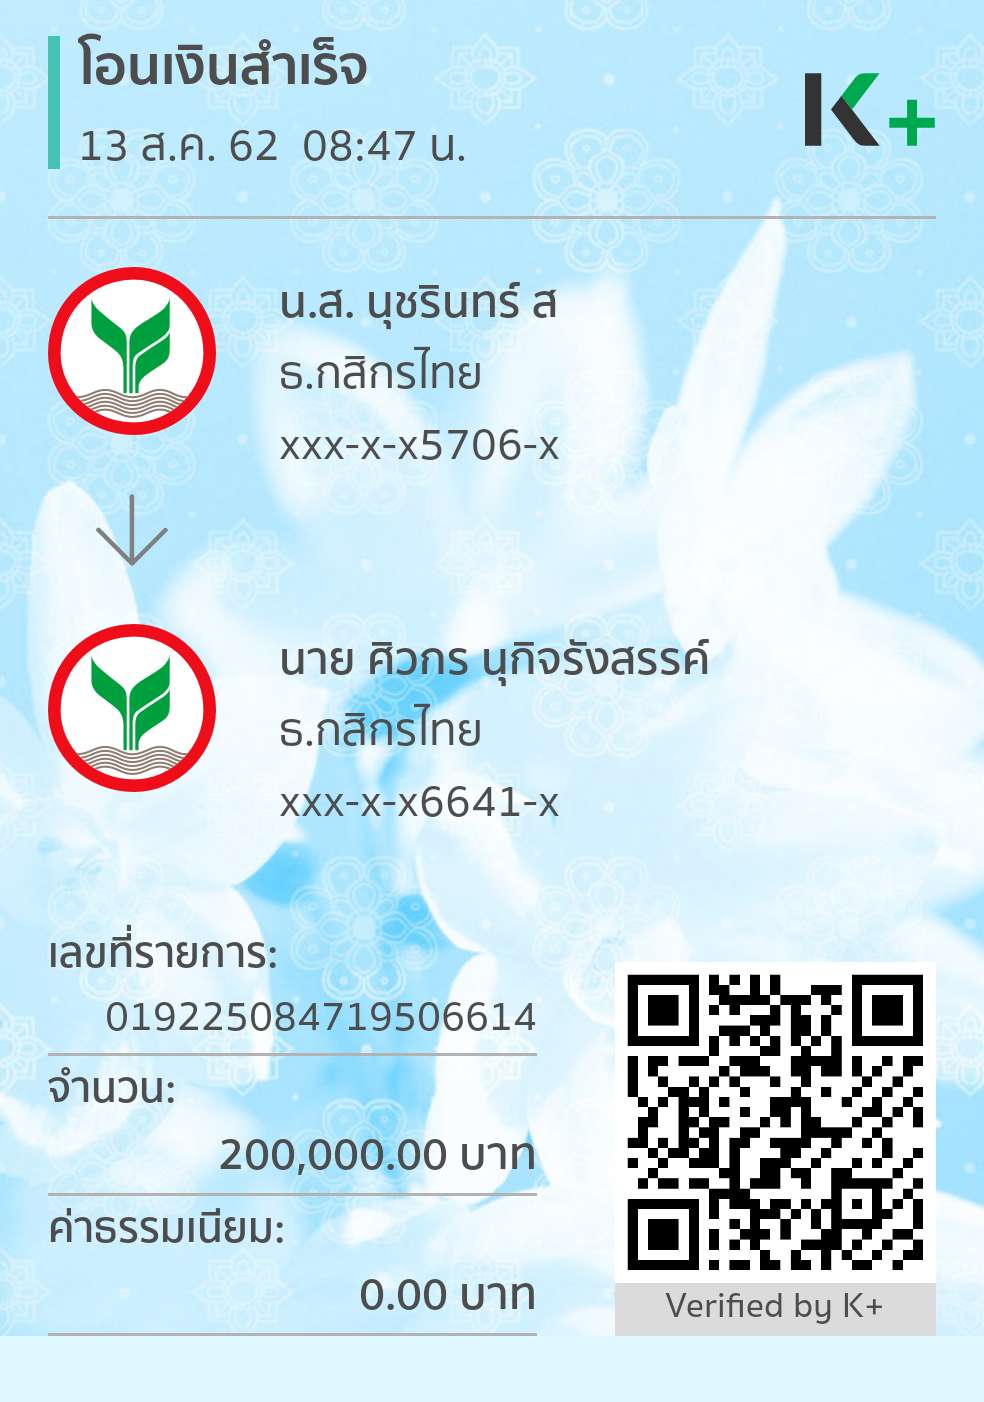 โอนเงินสำเร็จ
13 ส.ค. 62 08:47 น.
K+
น.ส. นุชรินทร์ ส
ธ.กสิกรไทย
xxx-x-x5706-x
นาย ศิวกร นุกิจรังสรรค์
ธ.กสิกรไทย
xxx-x-x6641-x
เลขที่รายการ:
019225084719506614
จำนวน:
200,000.00 บาท
ค่าธรรมเนียม:
0.00 บาท
Verified by K+